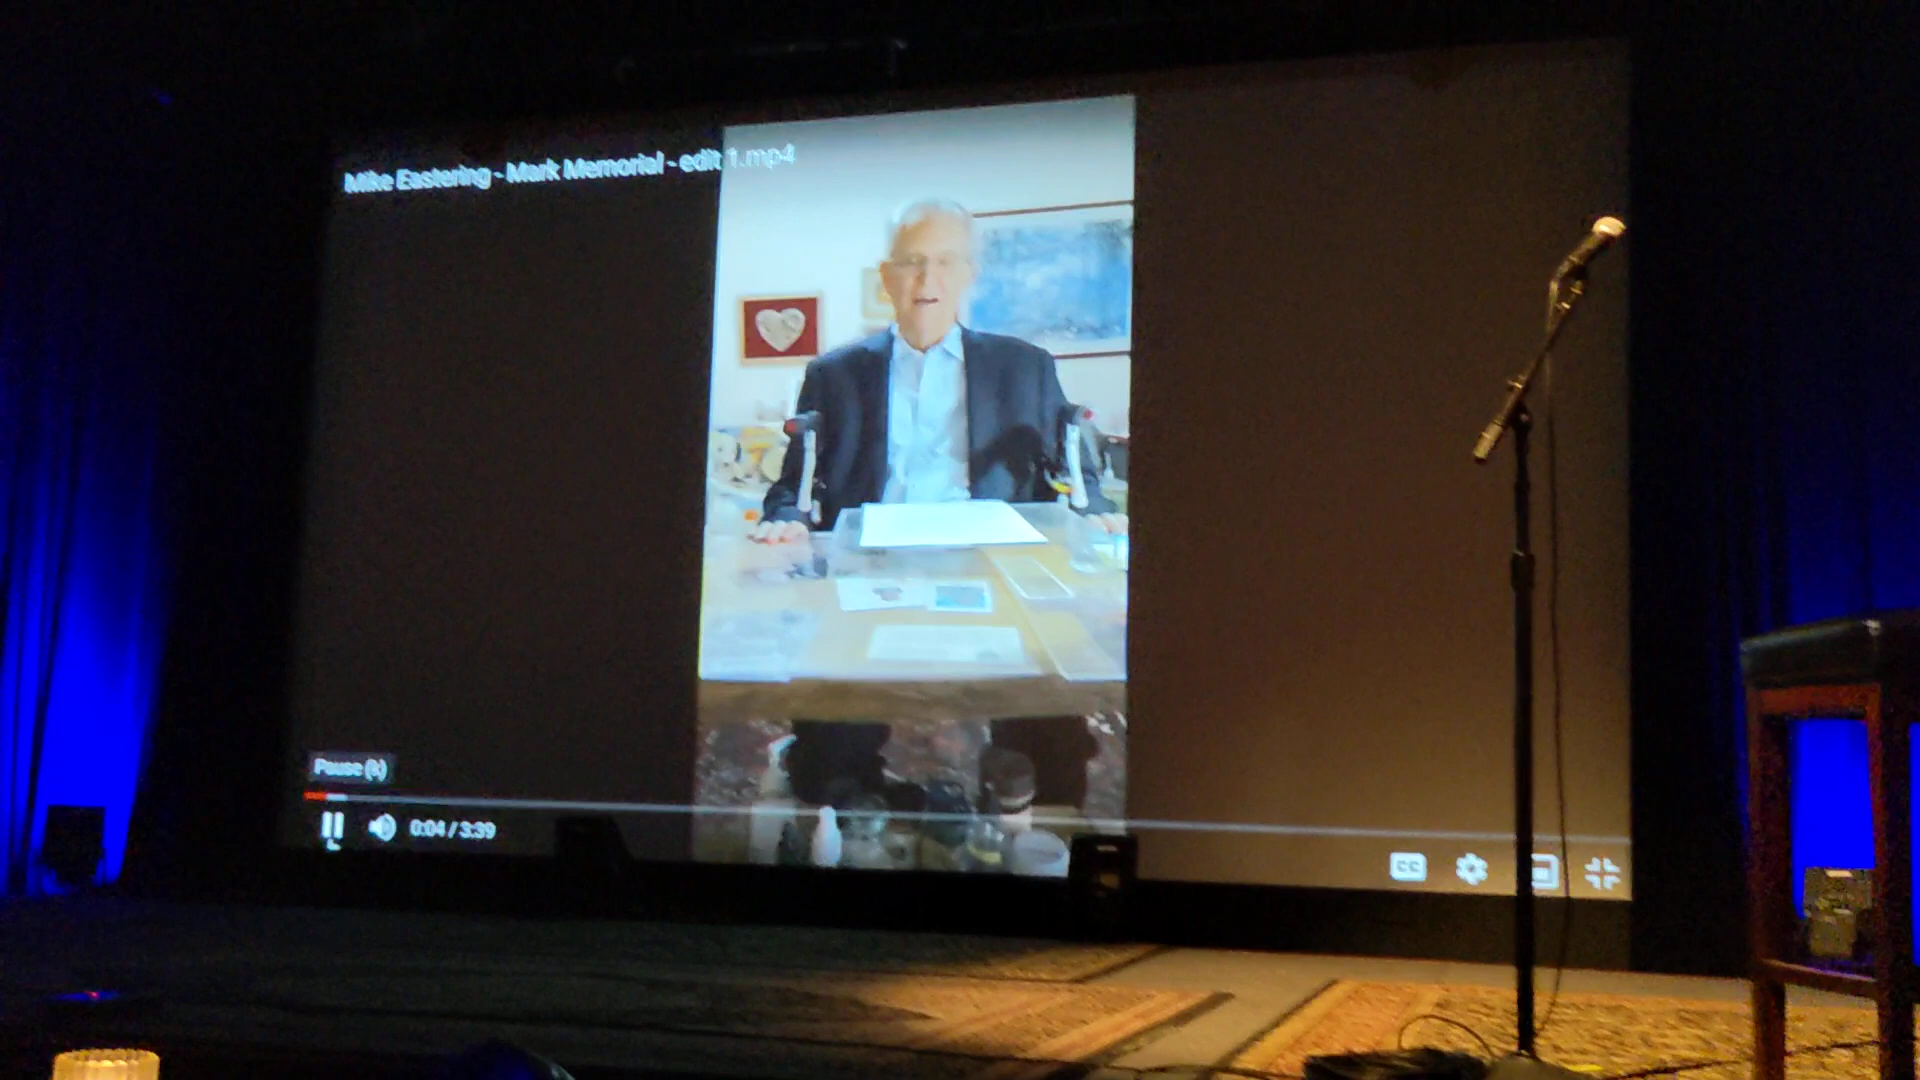 Mike Eastering - Mark Memorial - edit 1.mp4
Pause (k)
0:04 / 3:39
CC